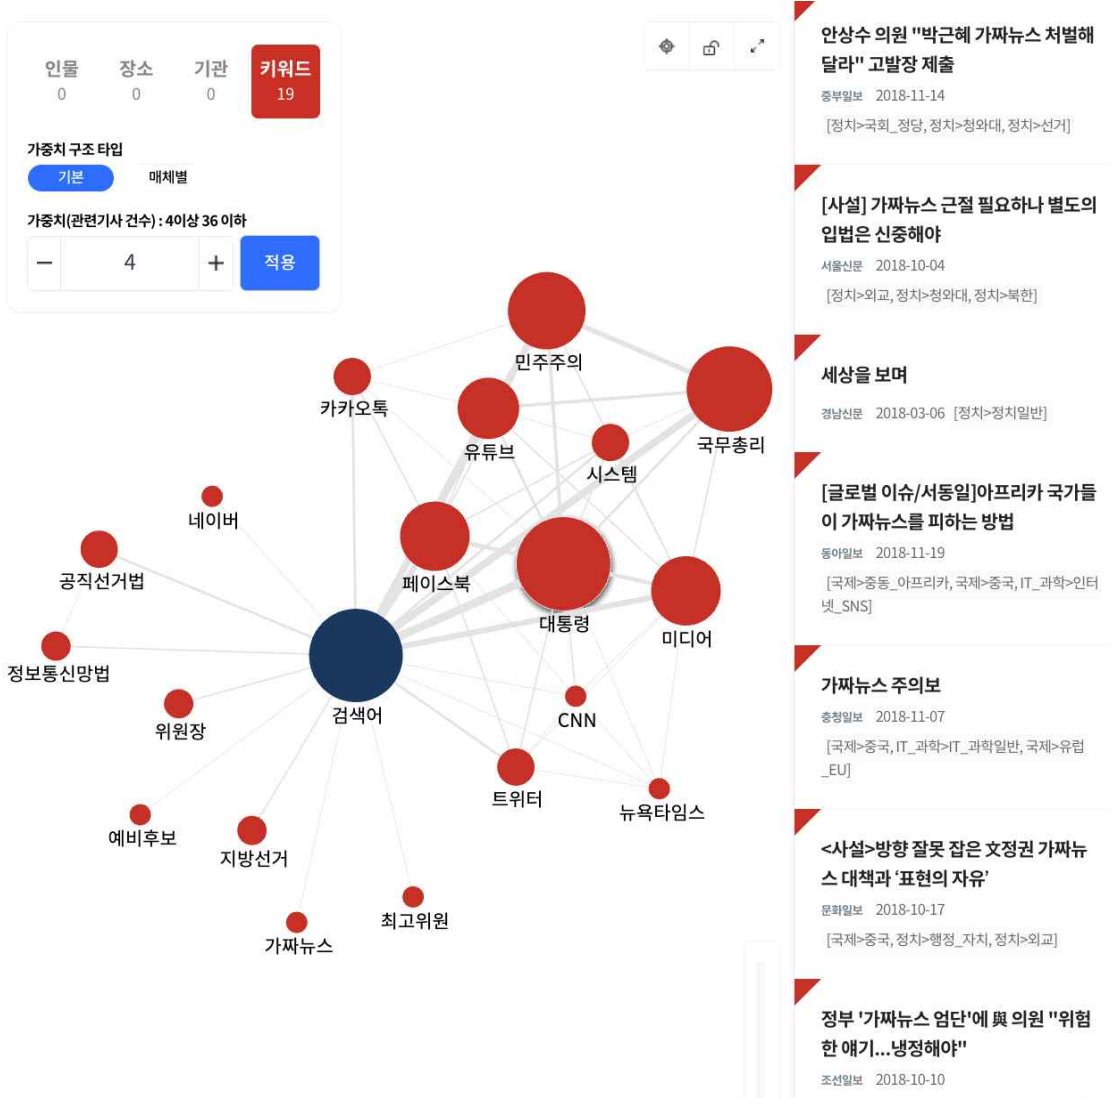 인물
0
장소
0
기관
0
키워드
19
가중치 구조 타입
기본
매체별
가중치(관련기사 건수) : 4이상 36 이하
4
적용
민주주의
카카오톡
유튜브
국무총리
시스템
네이버
공직선거법
페이스북
대통령
미디어
정보통신망법
위원장
검색어
CNN
트위터
뉴욕타임스
예비후보
지방선거
최고위원
가짜뉴스
안상수 의원 "박근혜 가짜뉴스 처벌해
달라" 고발장 제출
중부일보 2018-11-14
[정치>국회_정당, 정치>청와대, 정치>선거]
[사설] 가짜뉴스 근절 필요하나 별도의
입법은 신중해야
서울신문 2018-10-04
[정치>외교, 정치>청와대, 정치>북한]
세상을 보며
경남신문 2018-03-06 [정치>정치일반]
[글로벌 이슈/서동일]아프리카 국가들
이 가짜뉴스를 피하는 방법
동아일보 2018-11-19
[국제>중동_아프리카, 국제>중국, IT_과학>인터
넷_SNS]
가짜뉴스 주의보
충청일보 2018-11-07
[국제>중국, IT_과학>IT_과학일반, 국제>유럽
_EU]
<사설>방향 잘못 잡은 文정권 가짜뉴
스 대책과 ‘표현의 자유’
문화일보 2018-10-17
[국제>중국, 정치>행정_자치, 정치>외교]
정부 '가짜뉴스 엄단'에 與 의원 "위험
한 얘기...냉정해야"
조선일보 2018-10-10